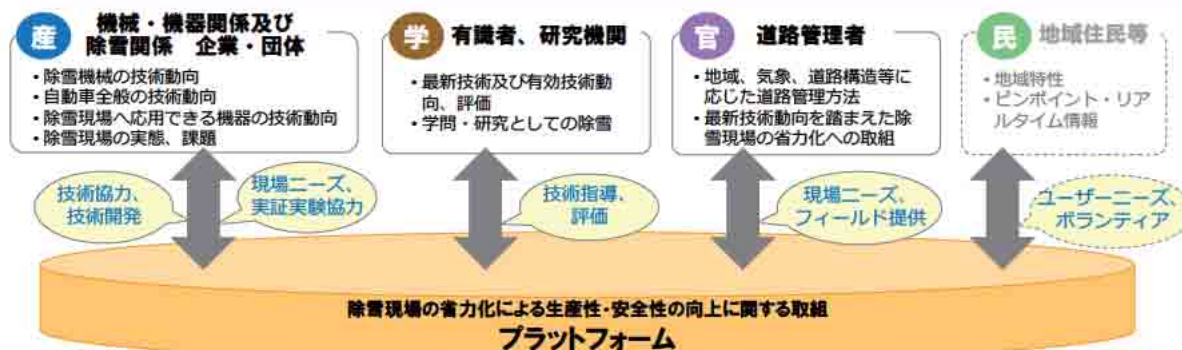 産
機械・機器関係及び
除雪関係 企業・団体
・除雪機械の技術動向
・自動車全般の技術動向
・除雪現場へ応用できる機器の技術動向
・除雪現場の実態、課題
学
有識者、研究機関
・最新技術及び有効技術動
向、評価
・学問・研究としての除雪
官
道路管理者
・地域、気象、道路構造等に
応じた道路管理方法
・最新技術動向を踏まえた除
雪現場の省力化への取組
民
地域住民等
・地域特性
・ピンポイント・リア
ルタイム情報
技術協力、
技術開発
現場ニーズ、
実証実験協力
技術指導、
評価
現場ニーズ、
フィールド提供
ユーザーニーズ、
ボランティア
除雪現場の省力化による生産性・安全性の向上に関する取組
プラットフォーム